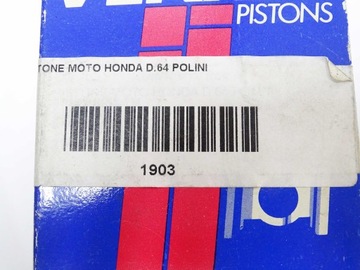 PISTONS
TONE MOTO HONDA D.64 POLINI
1903